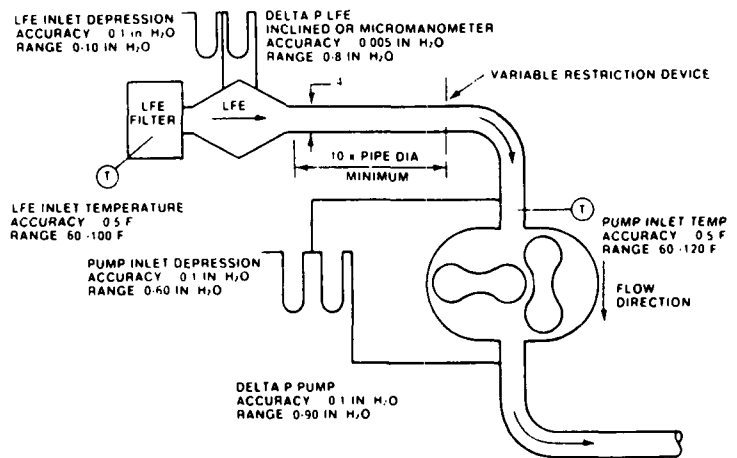 LFE INLET DEPRESSION
ACCURACY 0.1 in H₂O
RANGE 0-10 IN H₂O
DELTA P LFE
INCLINED OR MICROMANOMETER
ACCURACY 0.005 IN H₂O
RANGE 0-8 IN H₂O
VARIABLE RESTRICTION DEVICE
LFE
FILTER
LFE
T
10 x PIPE DIA
MINIMUM
LFE INLET TEMPERATURE
ACCURACY 0.5 F
RANGE 60-100 F
T
PUMP INLET TEMP
ACCURACY 0.5 F
RANGE 60-120 F
PUMP INLET DEPRESSION
ACCURACY 0.1 IN H₂O
RANGE 0-60 IN H₂O
FLOW
DIRECTION
DELTA P PUMP
ACCURACY 0.1 IN H₂O
RANGE 0-90 IN H₂O